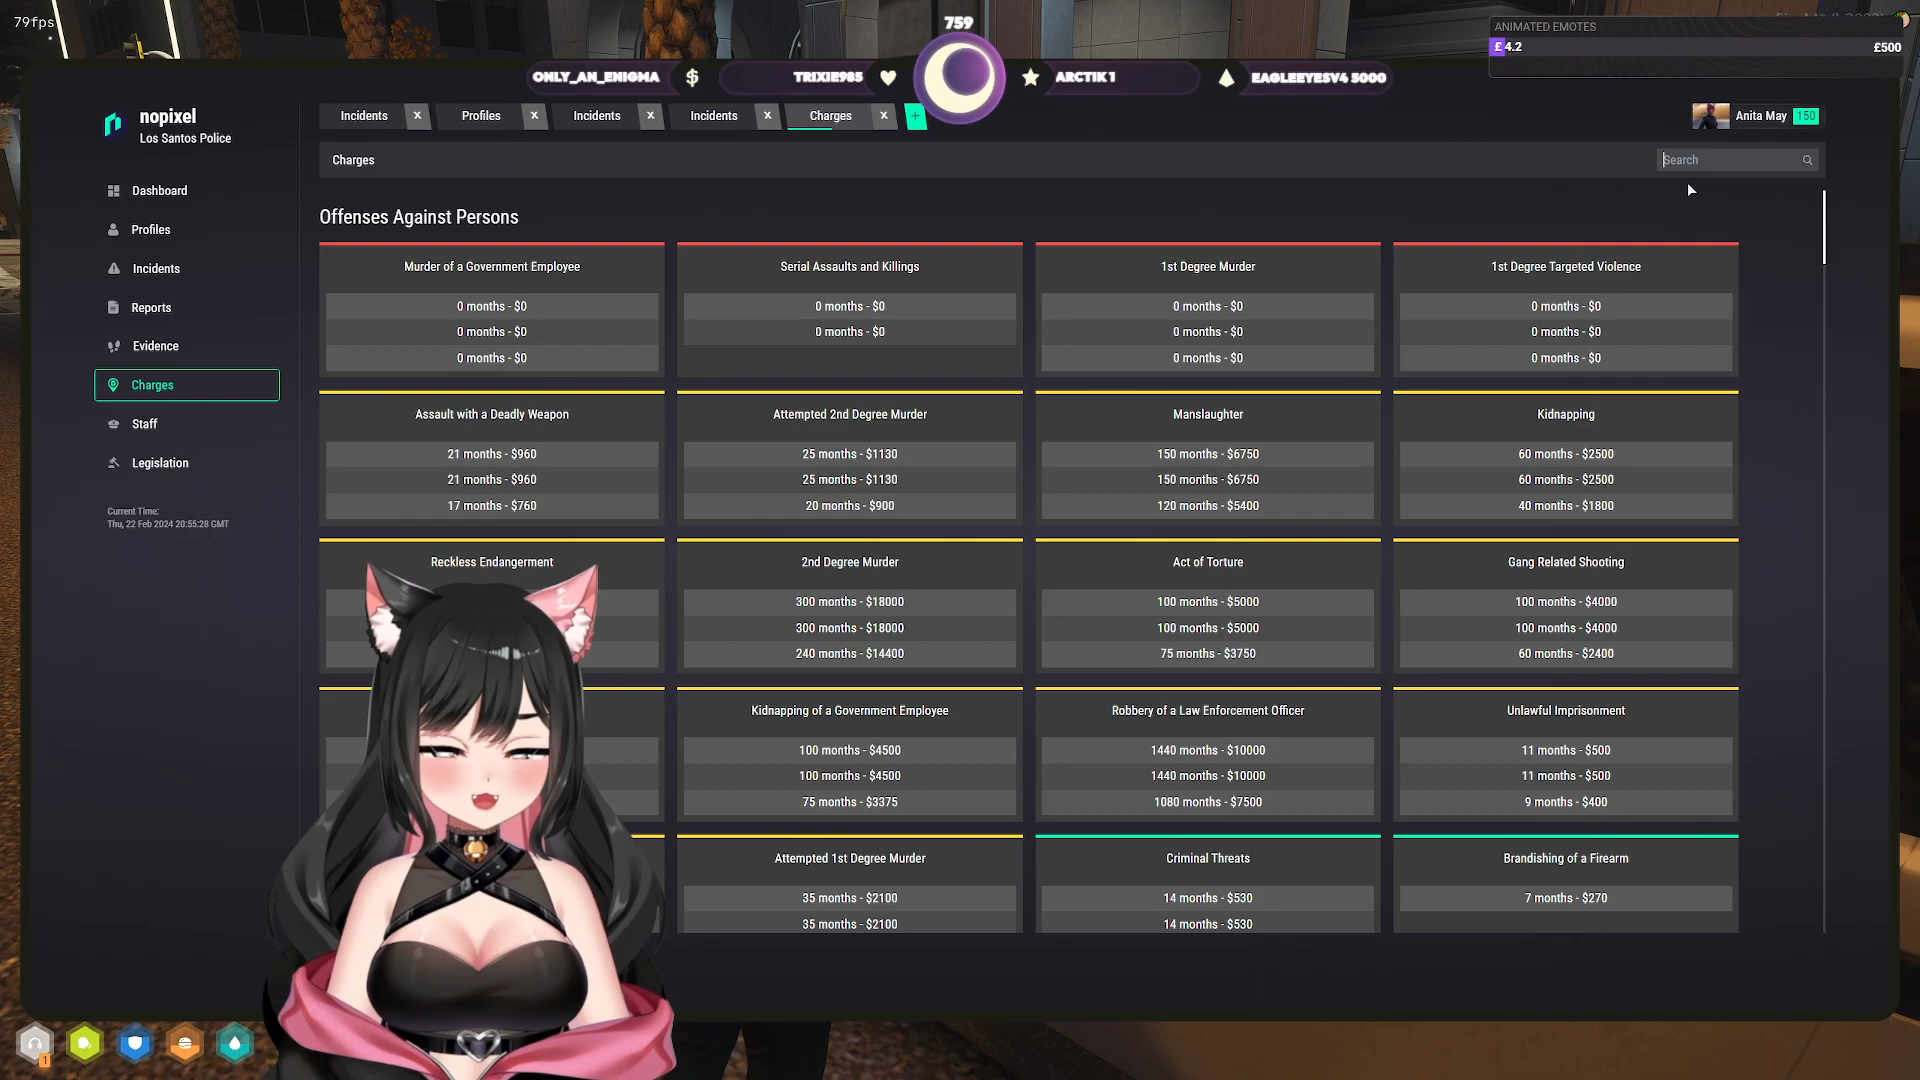 79fps
759
ANIMATED EMOTES
£ 4.2 £500
ONLY_AN_ENIGMA $ TRIXIE985 ARCTIK 1 EAGLEEYESV4 5000
nopixel
Los Santos Police
Incidents x Profiles x Incidents x Incidents x Charges x +
Anita May 150
Charges
Search
Dashboard
Profiles
Incidents
Reports
Evidence
Charges
Staff
Legislation
Current Time:
Thu, 22 Feb 2024 20:55:28 GMT
Offenses Against Persons
Murder of a Government Employee
0 months - $0
0 months - $0
0 months - $0
Serial Assaults and Killings
0 months - $0
0 months - $0
1st Degree Murder
0 months - $0
0 months - $0
0 months - $0
1st Degree Targeted Violence
0 months - $0
0 months - $0
0 months - $0
Assault with a Deadly Weapon
21 months - $960
21 months - $960
17 months - $760
Attempted 2nd Degree Murder
25 months - $1130
25 months - $1130
20 months - $900
Manslaughter
150 months - $6750
150 months - $6750
120 months - $5400
Kidnapping
60 months - $2500
60 months - $2500
40 months - $1800
Reckless Endangerment
2nd Degree Murder
300 months - $18000
300 months - $18000
240 months - $14400
Act of Torture
100 months - $5000
100 months - $5000
75 months - $3750
Gang Related Shooting
100 months - $4000
100 months - $4000
60 months - $2400
Kidnapping of a Government Employee
100 months - $4500
100 months - $4500
75 months - $3375
Robbery of a Law Enforcement Officer
1440 months - $10000
1440 months - $10000
1080 months - $7500
Unlawful Imprisonment
11 months - $500
11 months - $500
9 months - $400
Attempted 1st Degree Murder
35 months - $2100
35 months - $2100
Criminal Threats
14 months - $530
14 months - $530
Brandishing of a Firearm
7 months - $270
1